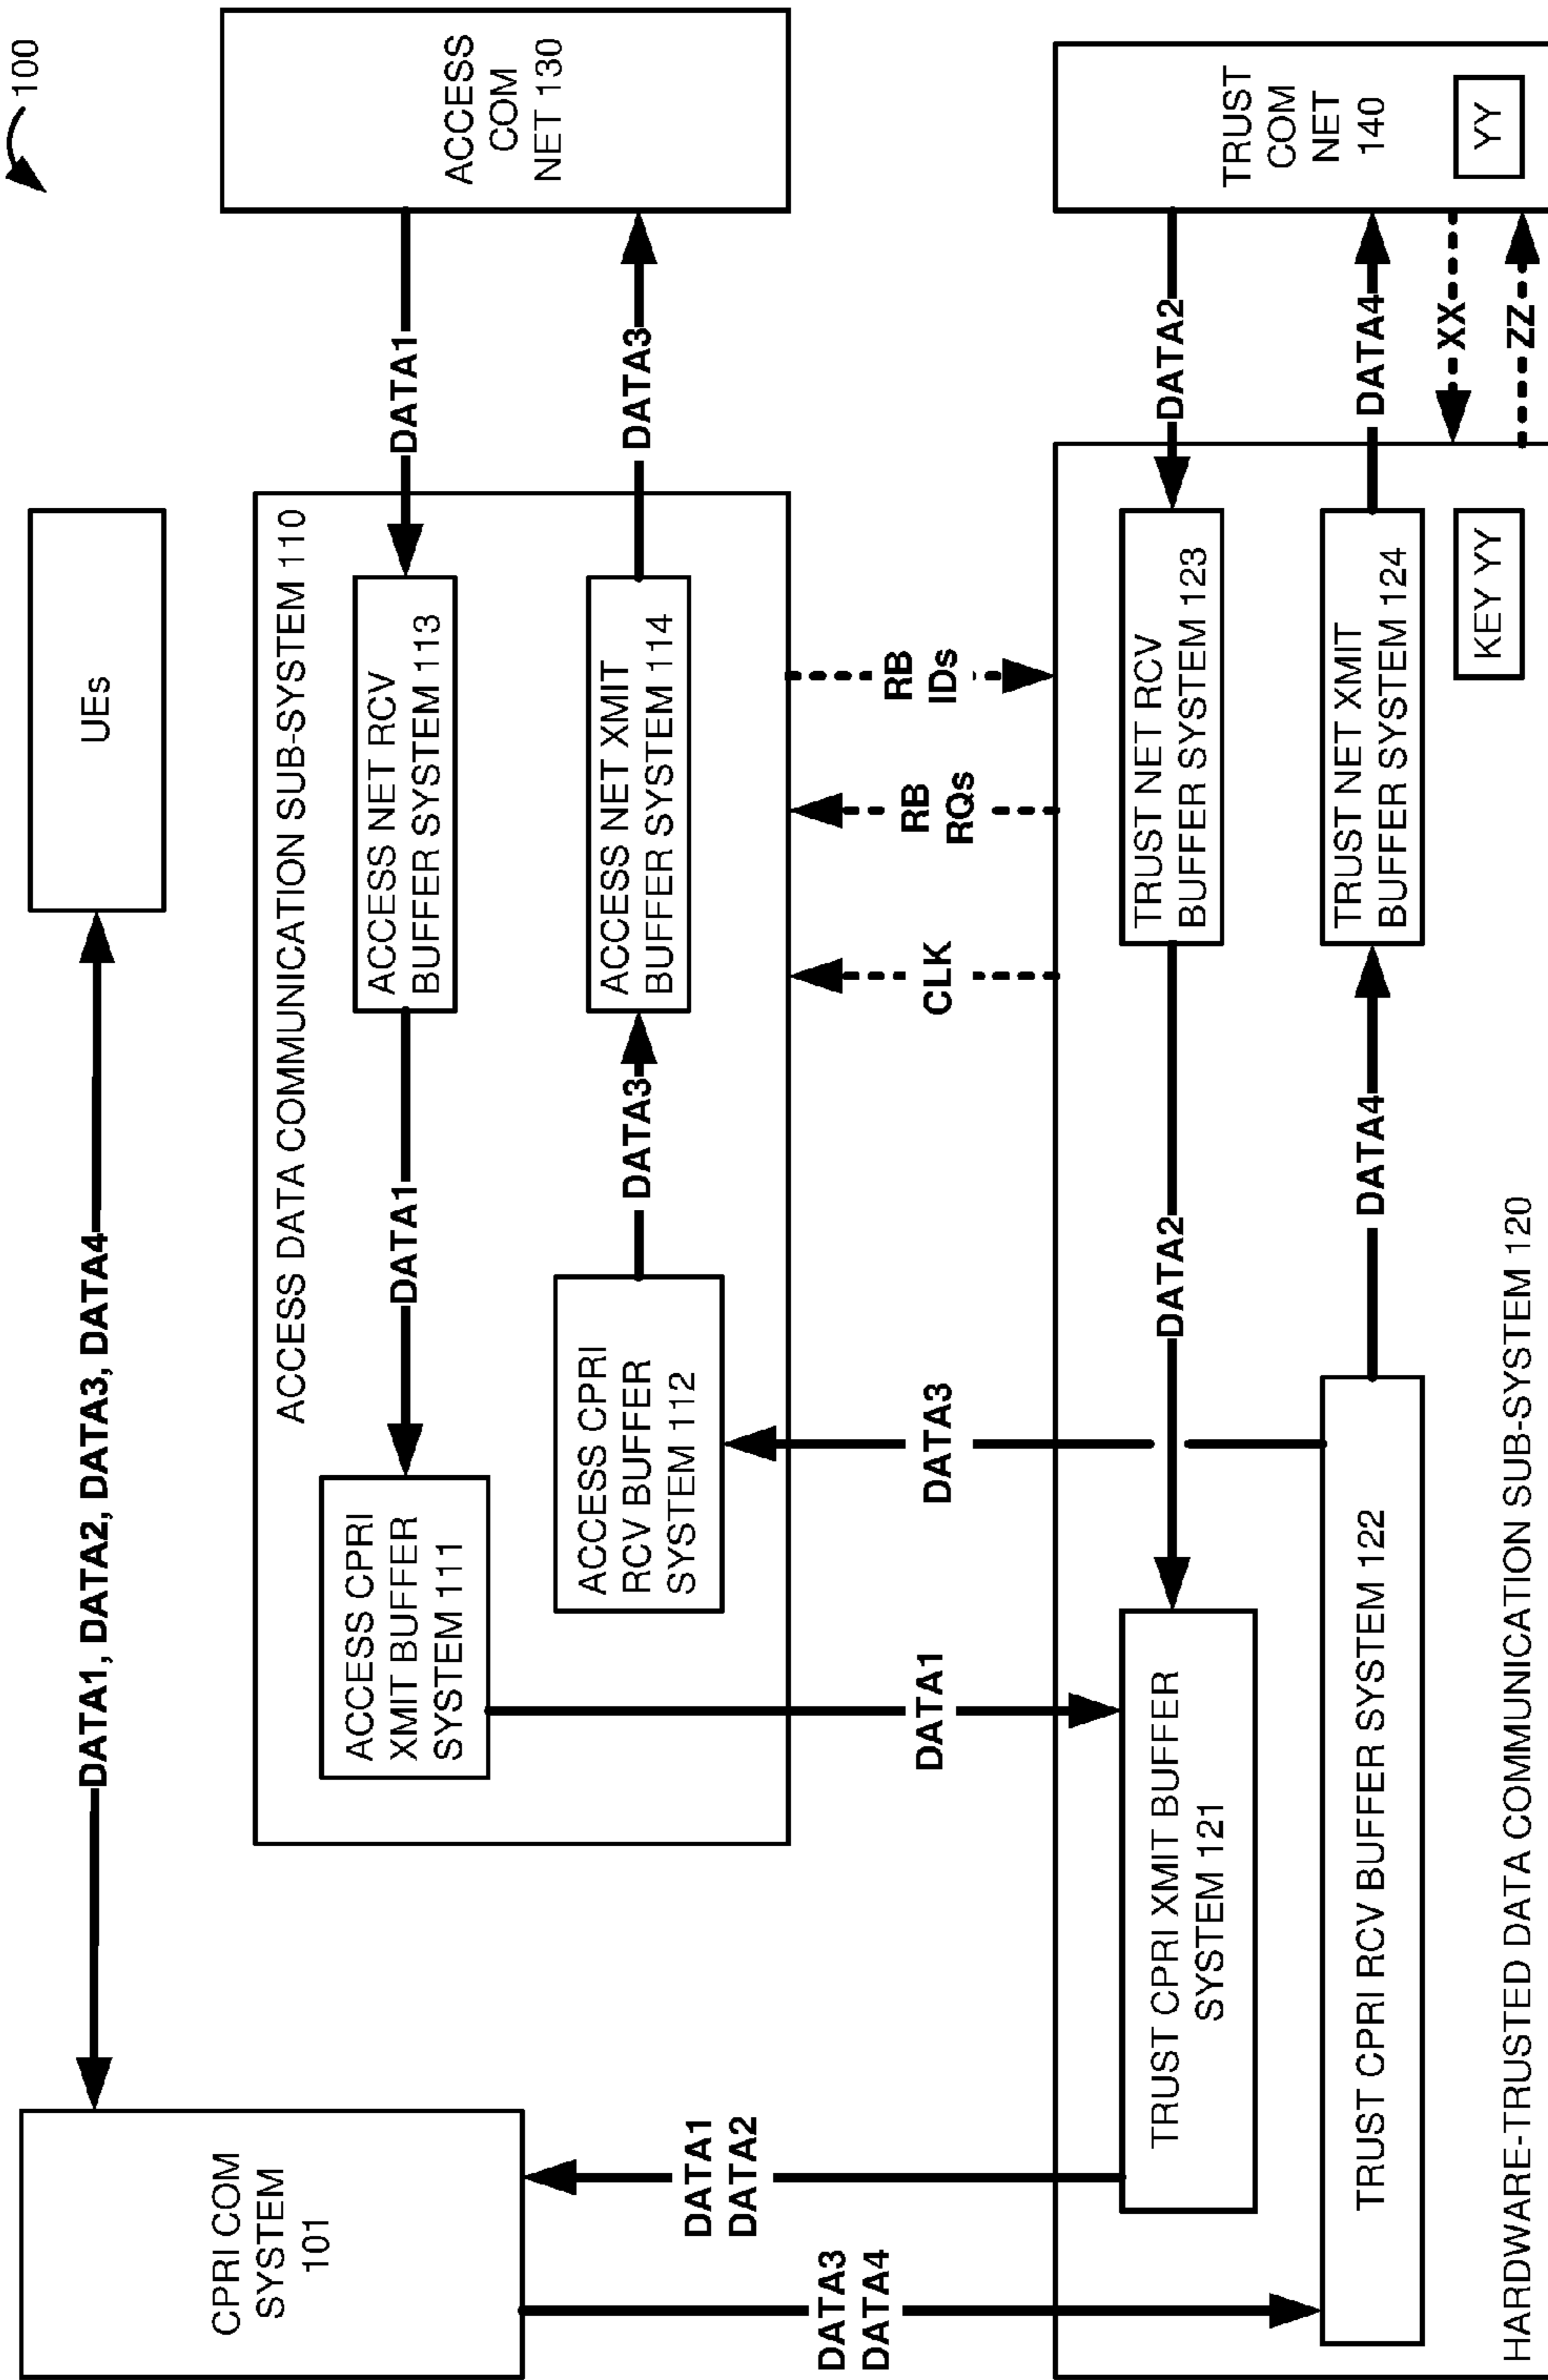 100
CPRI COM
SYSTEM
101
DATA1, DATA2, DATA3, DATA4
UEs
ACCESS DATA COMMUNICATION SUB-SYSTEM 110
ACCESS CPRI
XMIT BUFFER
SYSTEM 111
DATA1
ACCESS NET RCV
BUFFER SYSTEM 113
DATA1
ACCESS
COM
NET 130
ACCESS CPRI
RCV BUFFER
SYSTEM 112
DATA3
ACCESS NET XMIT
BUFFER SYSTEM 114
DATA3
DATA1
DATA2
DATA3
DATA4
DATA1
DATA3
CLK
RB
RQs
RB
IDs
TRUST CPRI XMIT BUFFER
SYSTEM 121
DATA2
TRUST NET RCV
BUFFER SYSTEM 123
DATA2
TRUST
COM
NET
140
TRUST CPRI RCV BUFFER SYSTEM 122
DATA4
TRUST NET XMIT
BUFFER SYSTEM 124
DATA4
KEY YY
XX
YY
ZZ
HARDWARE-TRUSTED DATA COMMUNICATION SUB-SYSTEM 120